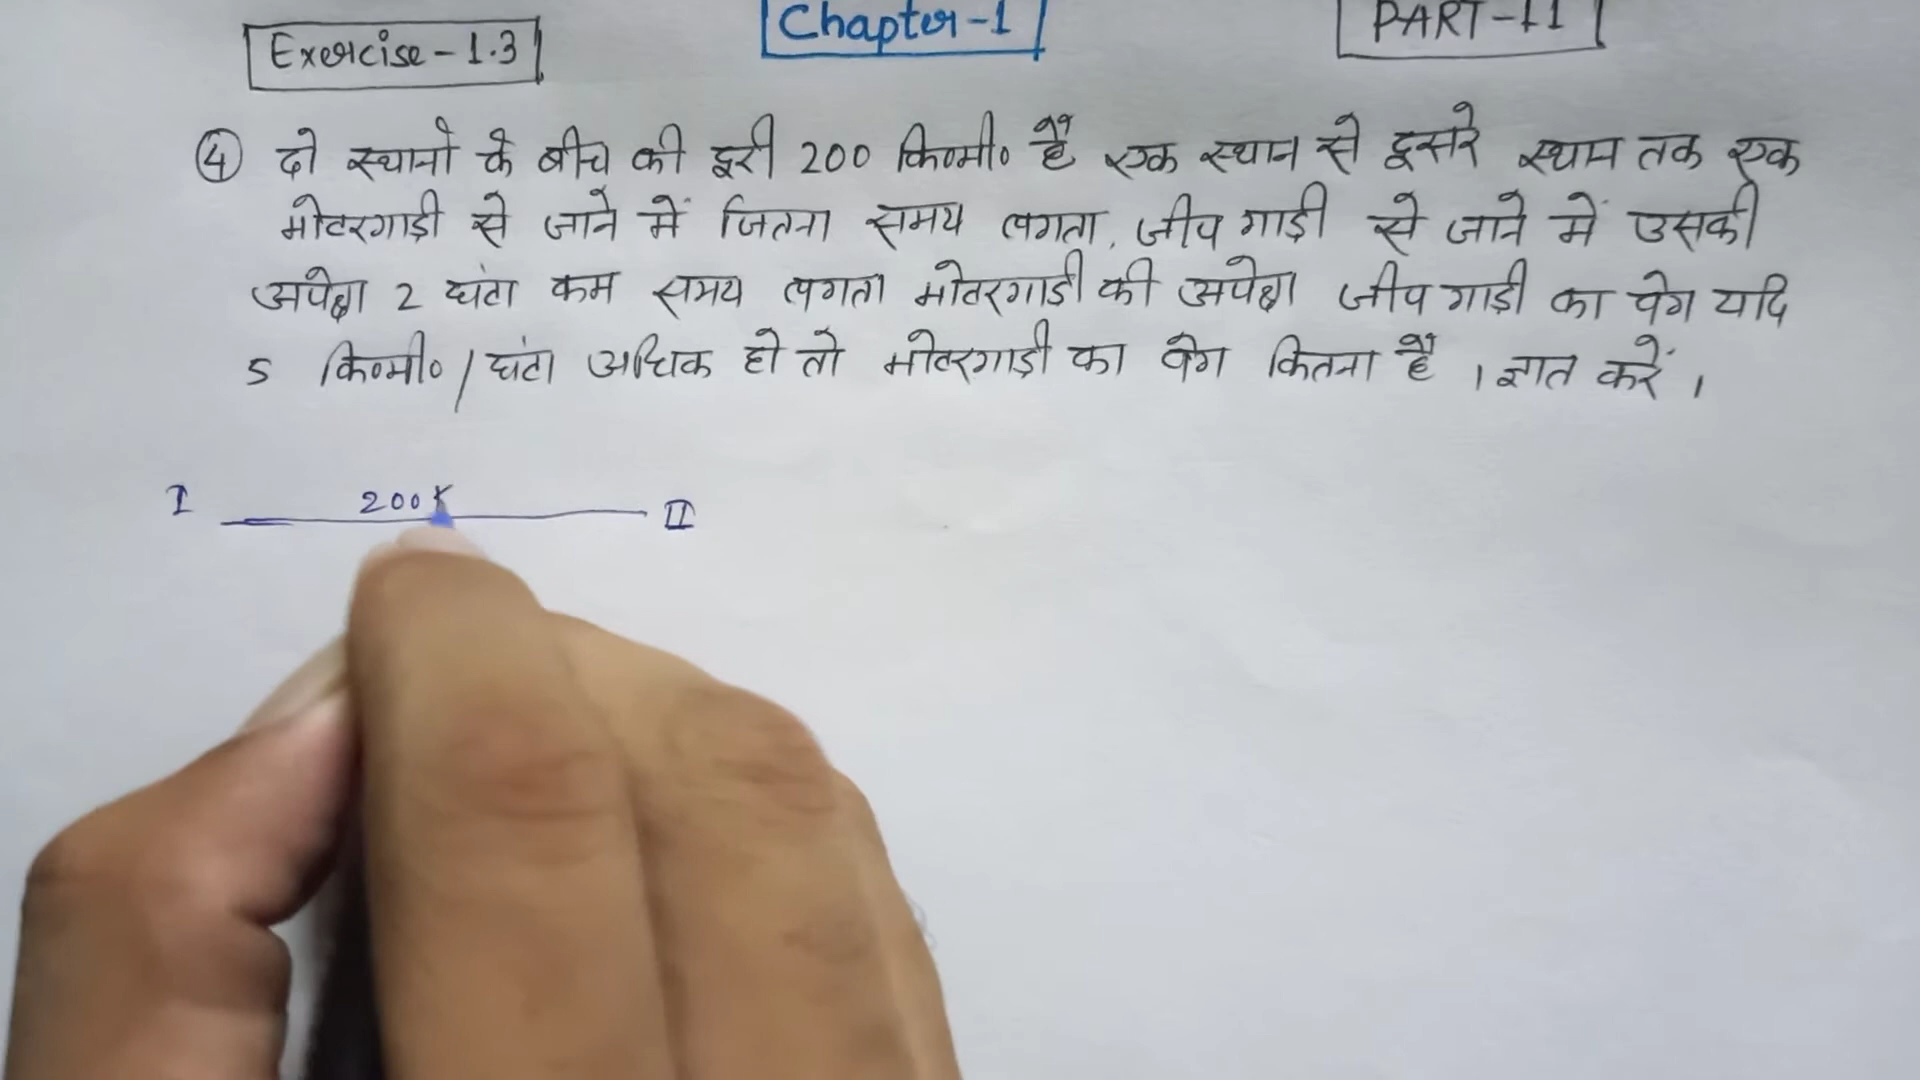 Exercise - 1.3
Chapter - 1
PART - 11
④ दो स्थानो के बीच की दूरी 200 कि०मी० है एक स्थान से दूसरे स्थाम तक एक
मोटरगाड़ी से जाने में जितना समय लगता, जीप गाड़ी से जाने में उसकी
अपेक्षा 2 घंटा कम समय लगता मोटरगाड़ी की अपेक्षा जीप गाड़ी का वेग यदि
5 कि०मी० / घंटा अधिक हो तो मोटरगाड़ी का वेग कितना है । ज्ञात करें ।
I 200 K II